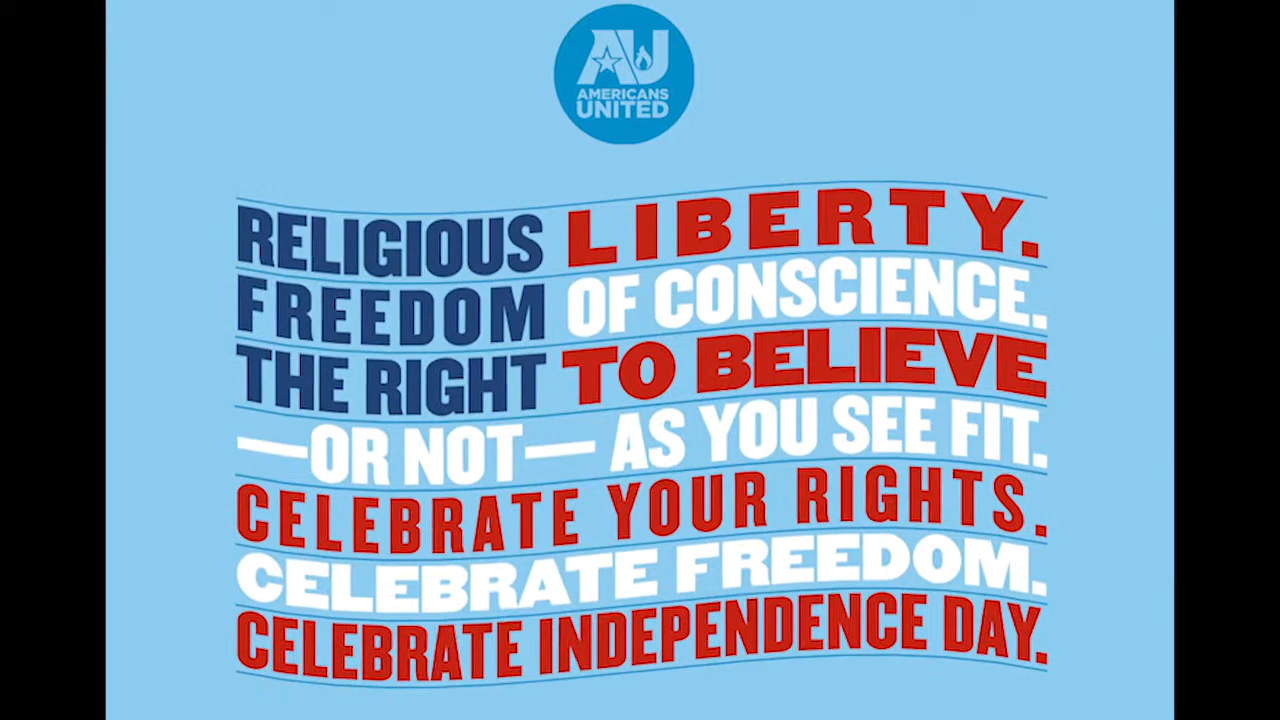 AU
AMERICANS
UNITED
RELIGIOUS LIBERTY.
FREEDOM OF CONSCIENCE.
THE RIGHT TO BELIEVE
—OR NOT— AS YOU SEE FIT.
CELEBRATE YOUR RIGHTS.
CELEBRATE FREEDOM.
CELEBRATE INDEPENDENCE DAY.